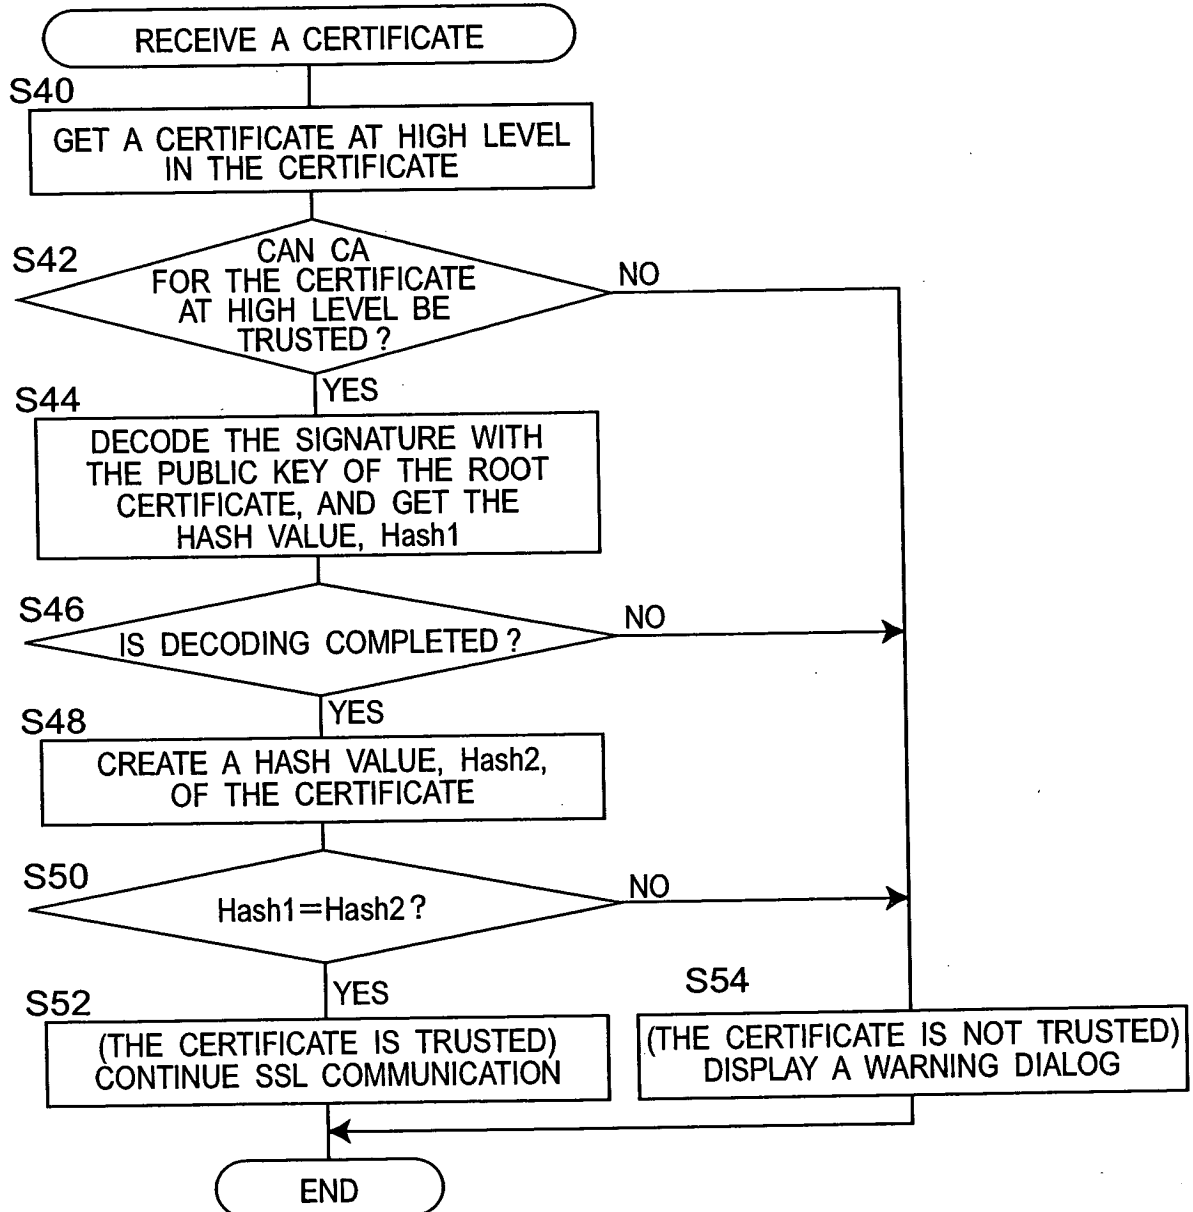 RECEIVE A CERTIFICATE
S40
GET A CERTIFICATE AT HIGH LEVEL
IN THE CERTIFICATE
S42
CAN CA
FOR THE CERTIFICATE
AT HIGH LEVEL BE
TRUSTED ?
NO
YES
S44
DECODE THE SIGNATURE WITH
THE PUBLIC KEY OF THE ROOT
CERTIFICATE, AND GET THE
HASH VALUE, Hash1
S46
IS DECODING COMPLETED ?
NO
YES
S48
CREATE A HASH VALUE, Hash2,
OF THE CERTIFICATE
S50
Hash1=Hash2 ?
NO
YES
S52
(THE CERTIFICATE IS TRUSTED)
CONTINUE SSL COMMUNICATION
S54
(THE CERTIFICATE IS NOT TRUSTED)
DISPLAY A WARNING DIALOG
END